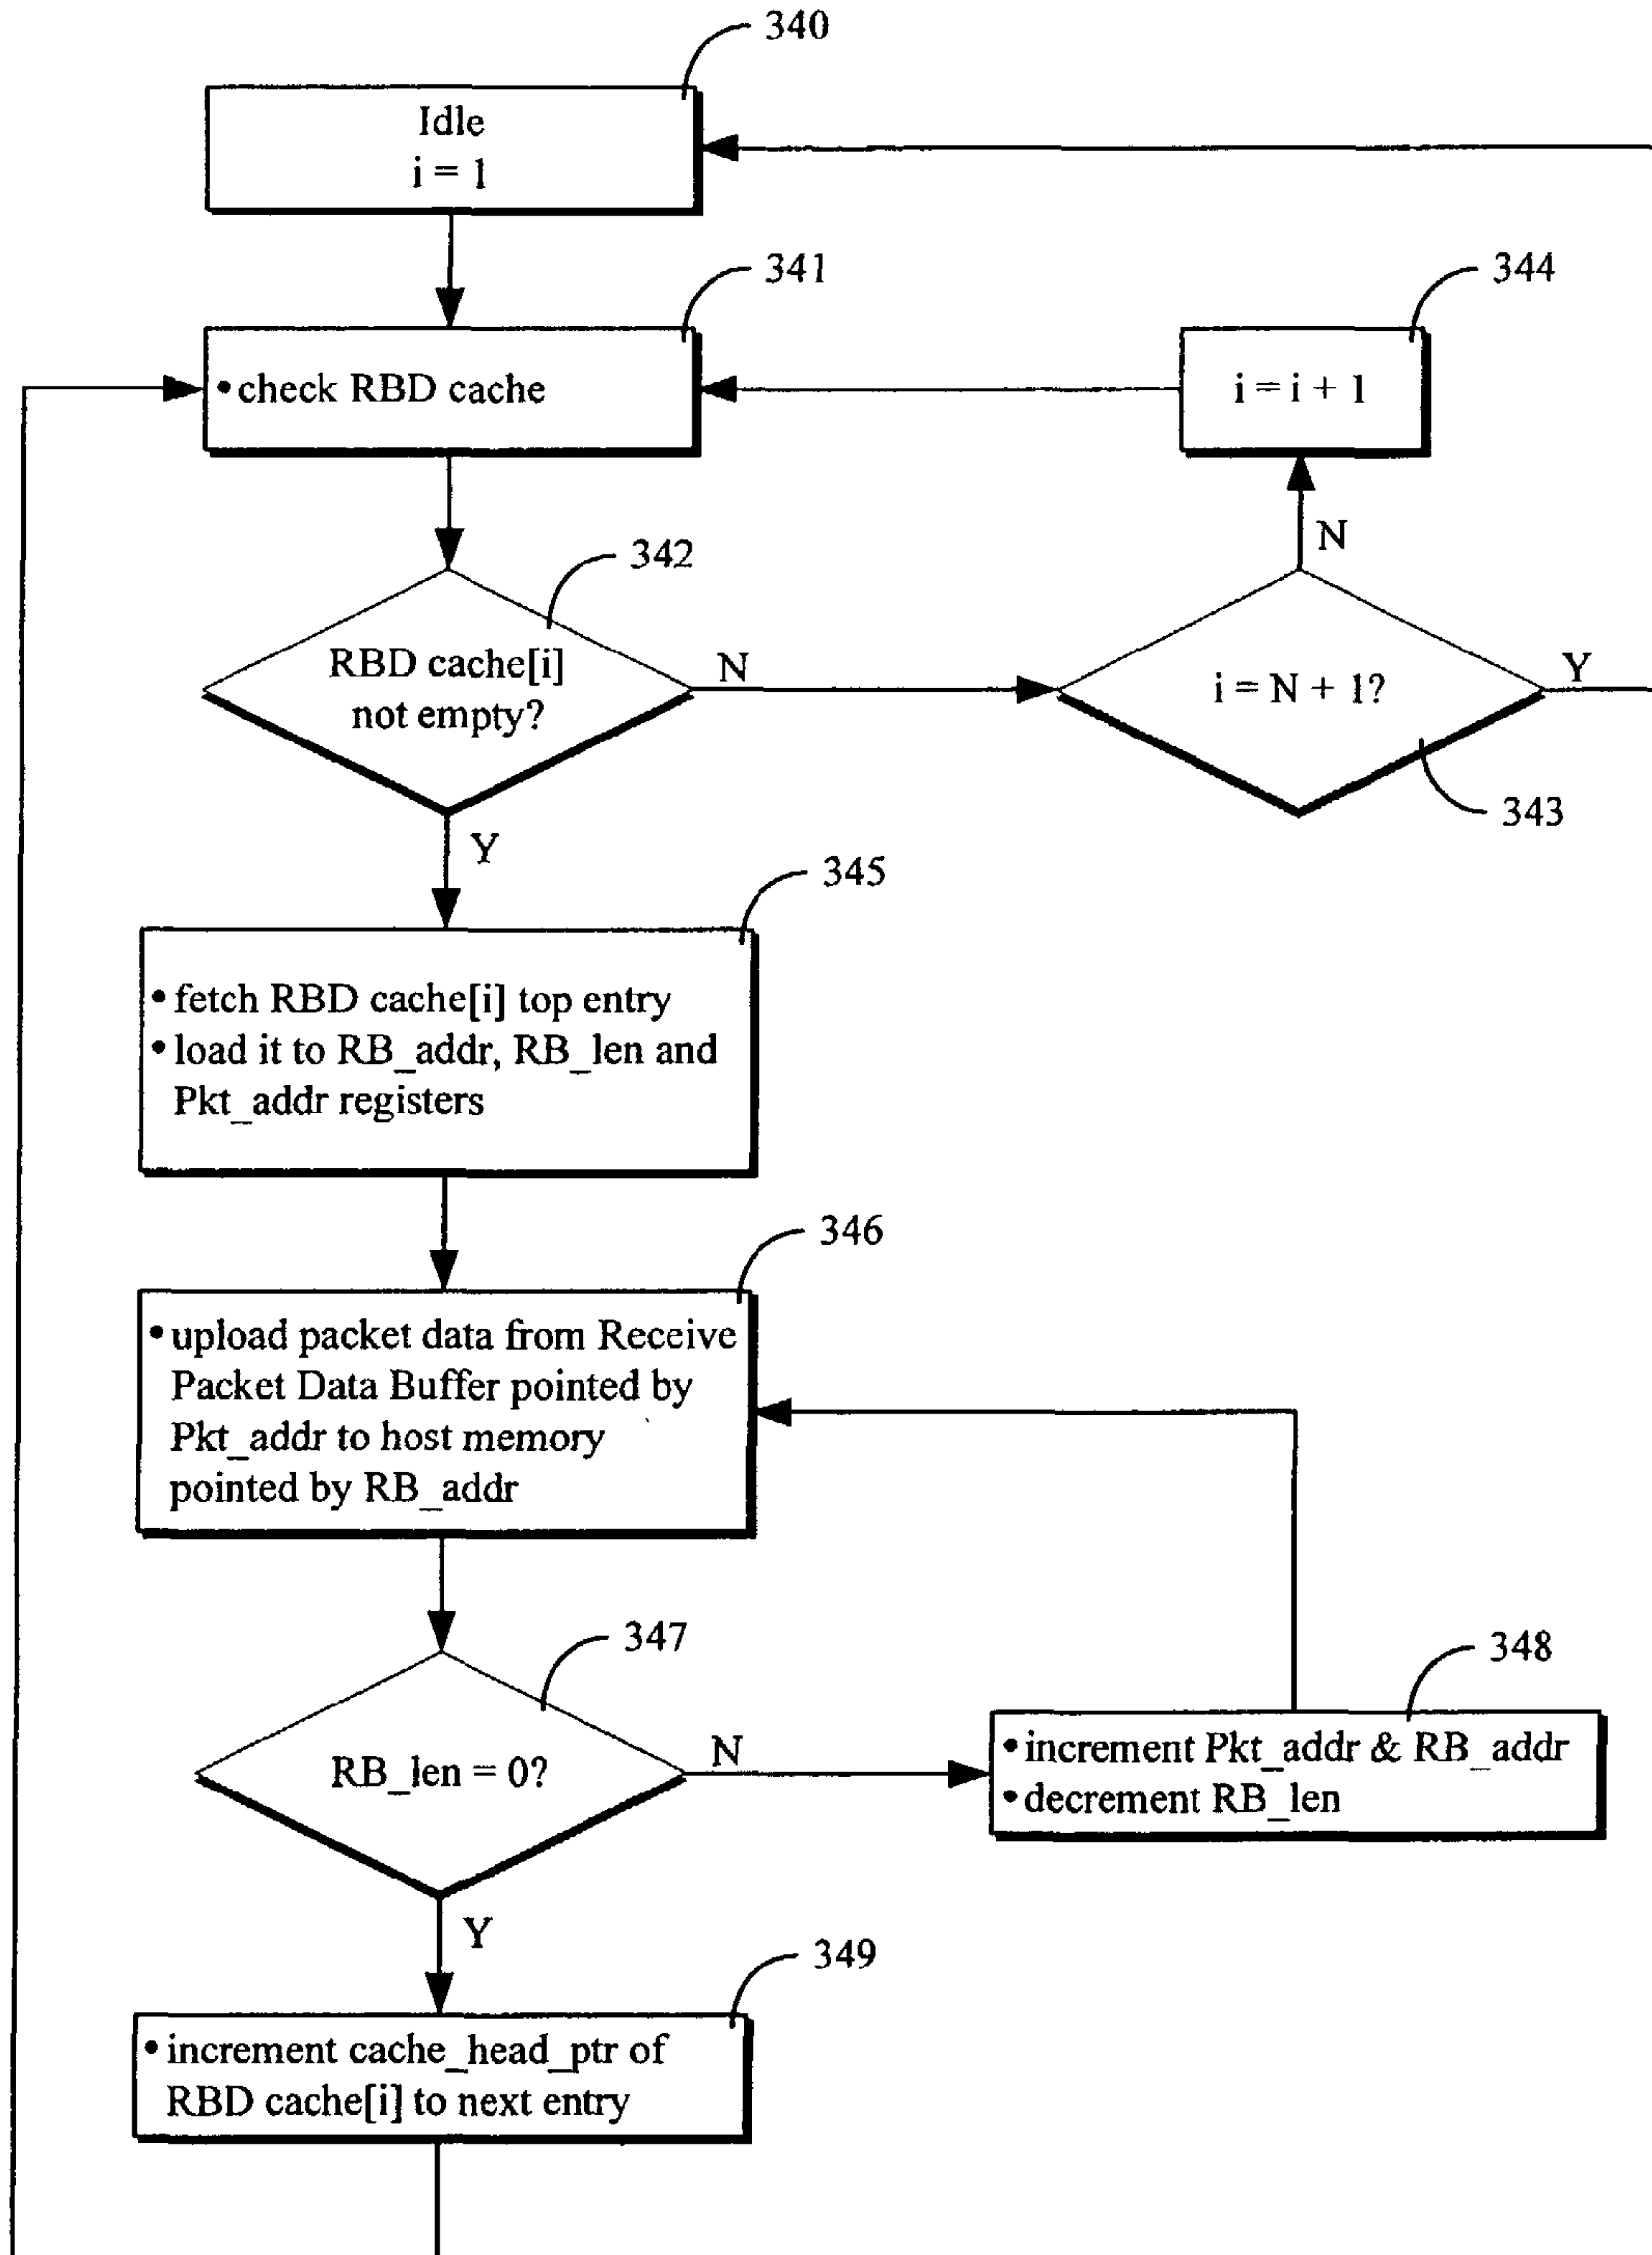 340
Idle
i = 1
341
• check RBD cache
344
i = i + 1
N
342
RBD cache[i]
not empty?
N
i = N + 1?
Y
343
Y
345
• fetch RBD cache[i] top entry
• load it to RB_addr, RB_len and
Pkt_addr registers
346
• upload packet data from Receive
Packet Data Buffer pointed by
Pkt_addr to host memory
pointed by RB_addr
347
RB_len = 0?
N
348
• increment Pkt_addr & RB_addr
• decrement RB_len
Y
349
• increment cache_head_ptr of
RBD cache[i] to next entry